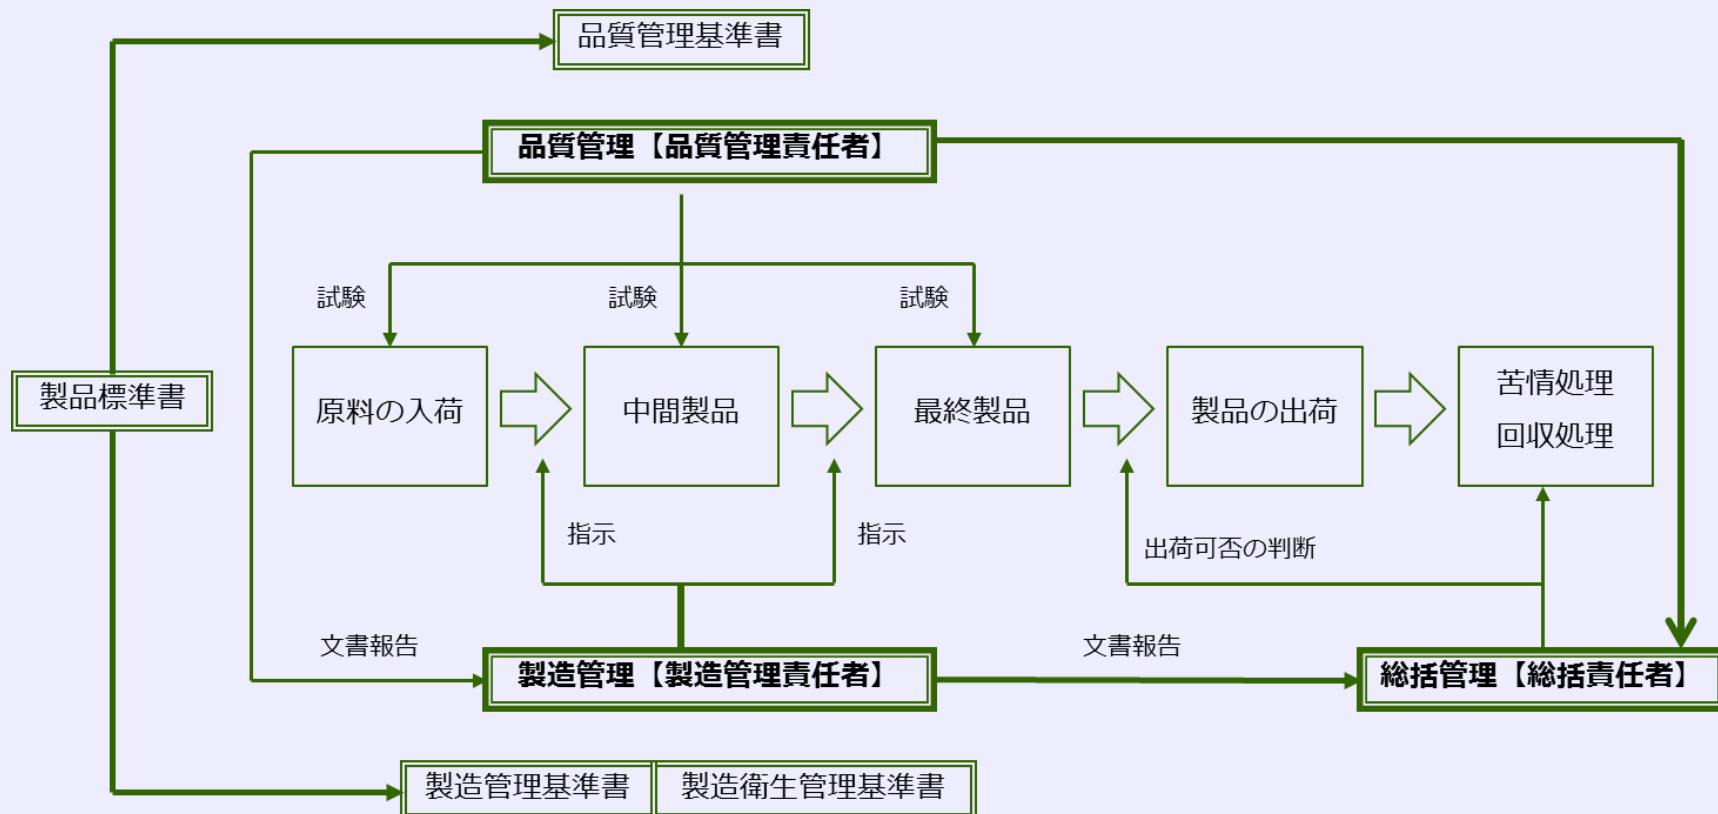 品質管理基準書
品質管理【品質管理責任者】
試験
試験
試験
製品標準書
原料の入荷
中間製品
最終製品
製品の出荷
苦情処理
回収処理
指示
指示
出荷可否の判断
文書報告
文書報告
製造管理【製造管理責任者】
総括管理【総括責任者】
製造管理基準書
製造衛生管理基準書